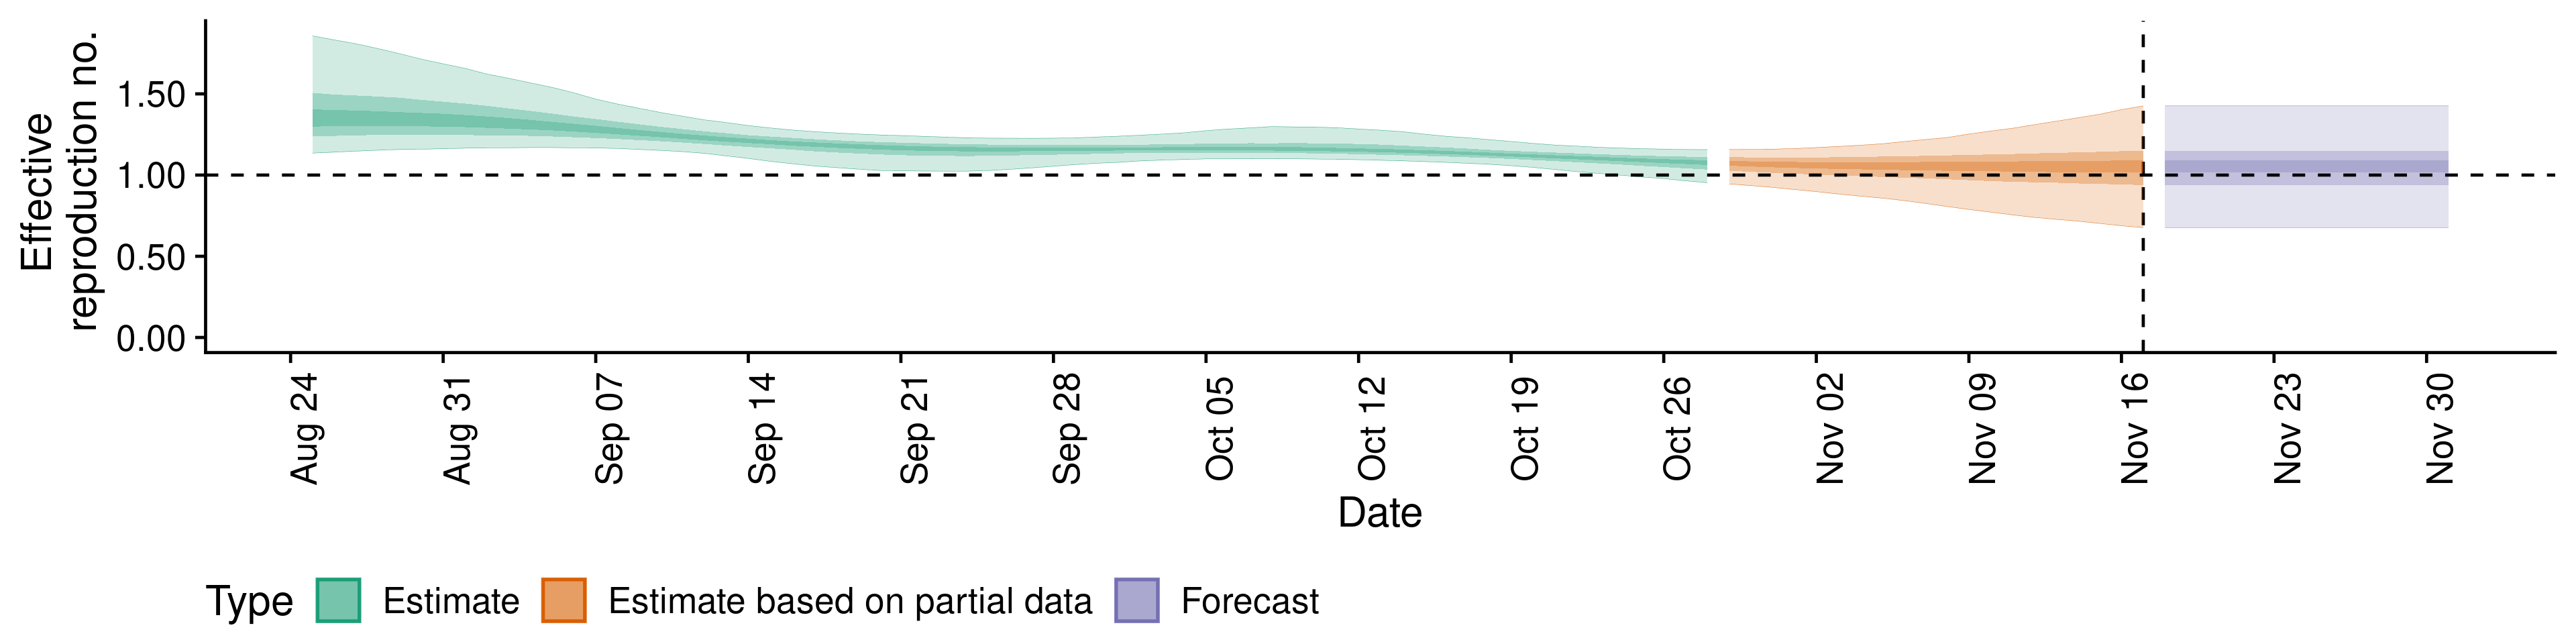 Effective
reproduction no.
1.50
1.00
0.50
0.00
Aug 24
Aug 31
Sep 07
Sep 14
Sep 21
Sep 28
Oct 05
Oct 12
Oct 19
Oct 26
Nov 02
Nov 09
Nov 16
Nov 23
Nov 30
Date
Type Estimate Estimate based on partial data Forecast